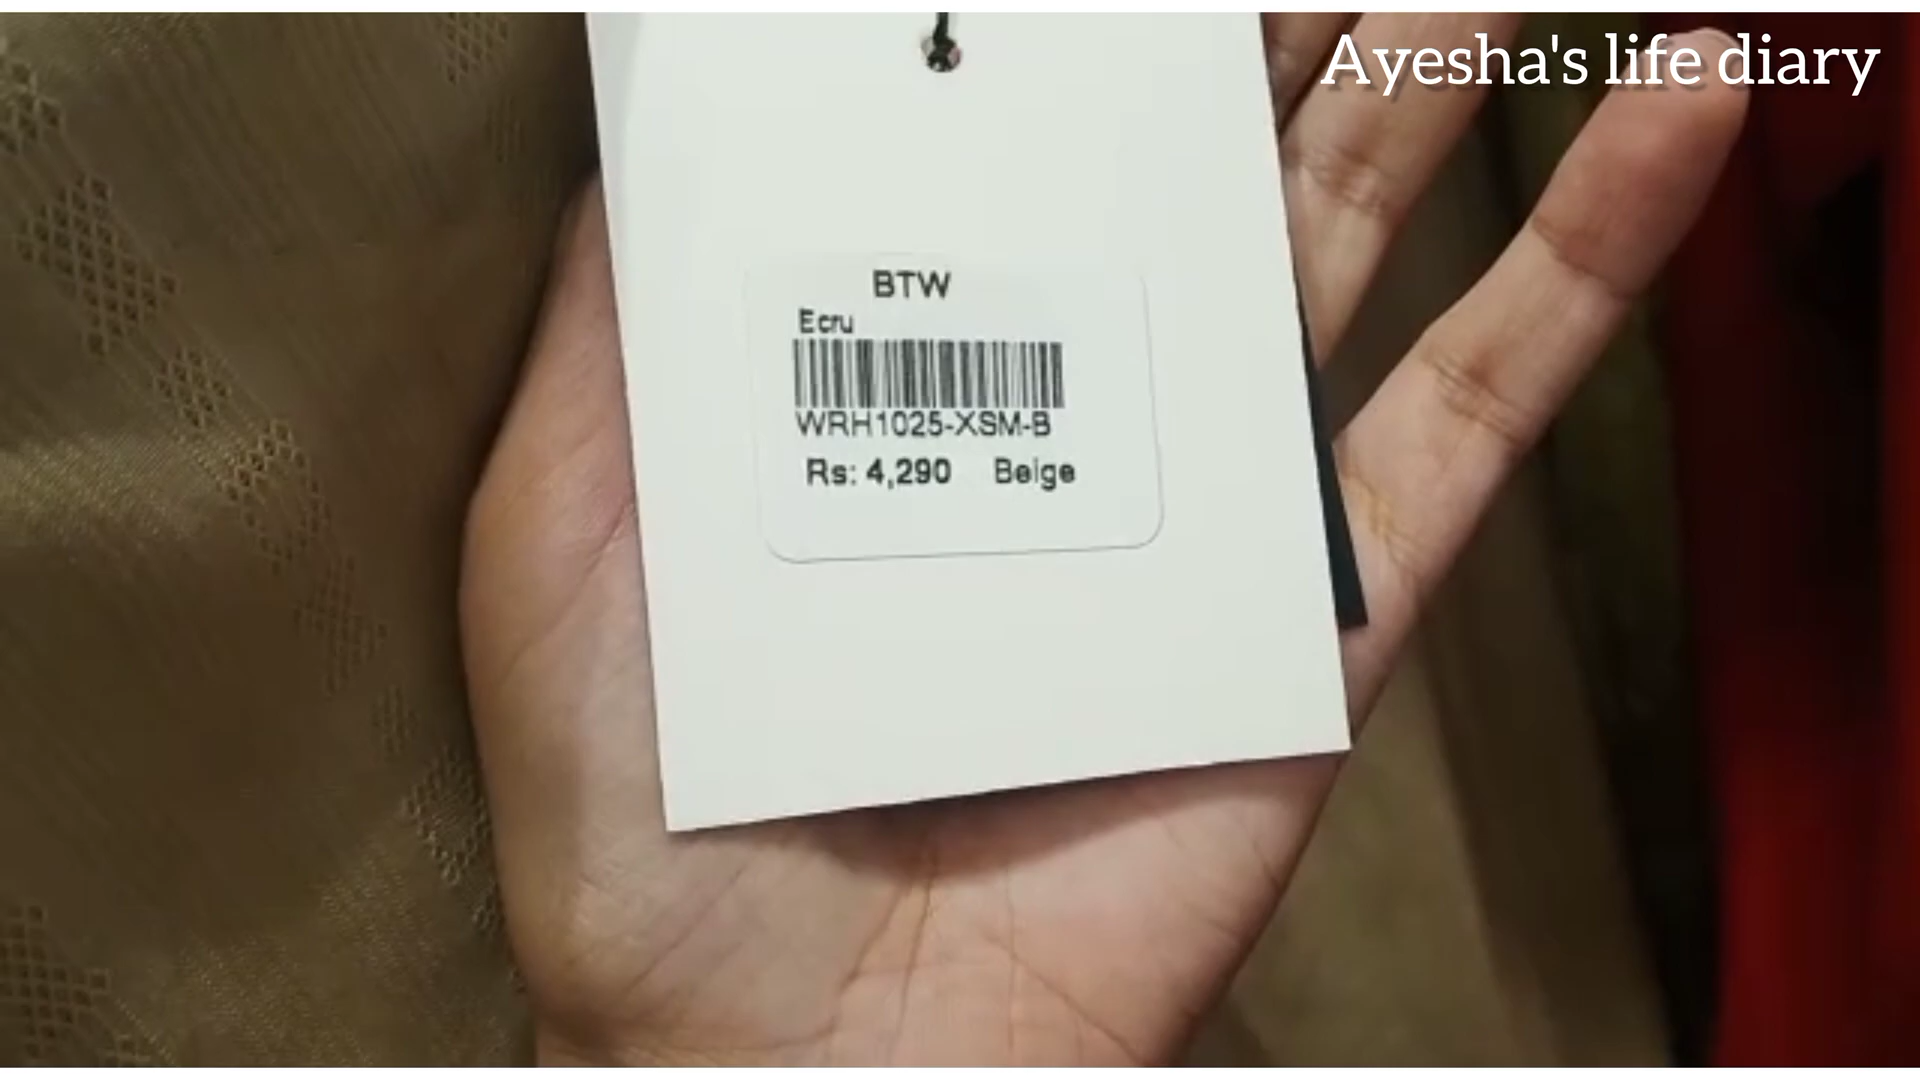 Ayesha's life diary
BTW
Ecru
WRH1025-XSM-B
Rs: 4,290 Beige